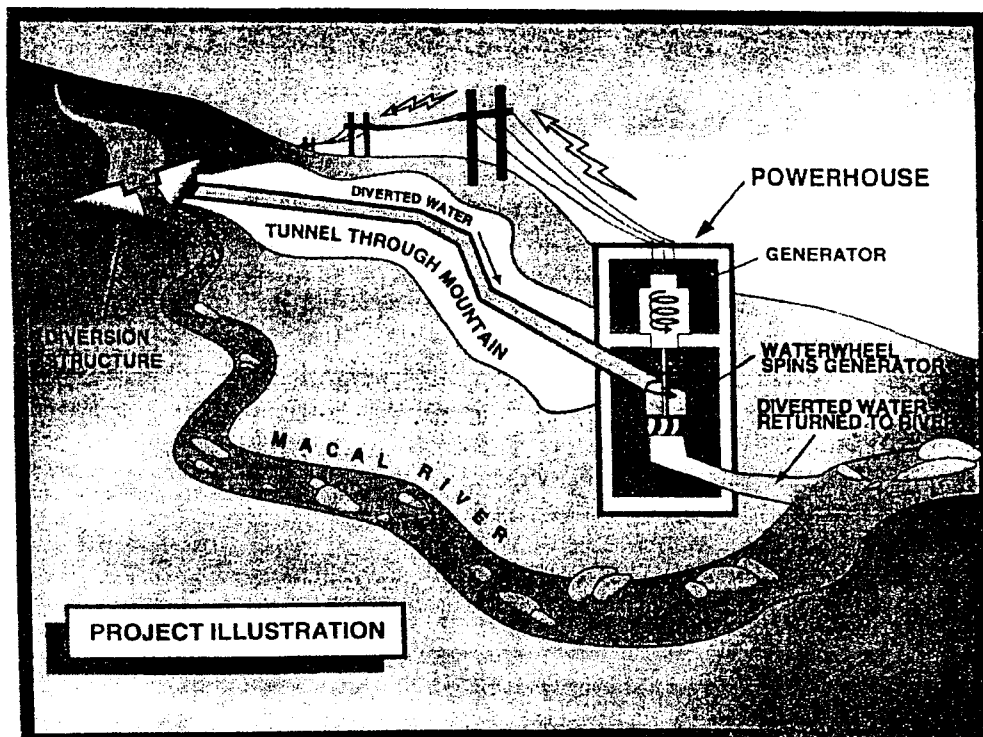 POWERHOUSE
GENERATOR
DIVERTED WATER
TUNNEL THROUGH MOUNTAIN
WATERWHEEL
SPINS GENERATOR
DIVERSION
STRUCTURE
DIVERTED WATER
RETURNED TO RIVER
MACAL RIVER
PROJECT ILLUSTRATION